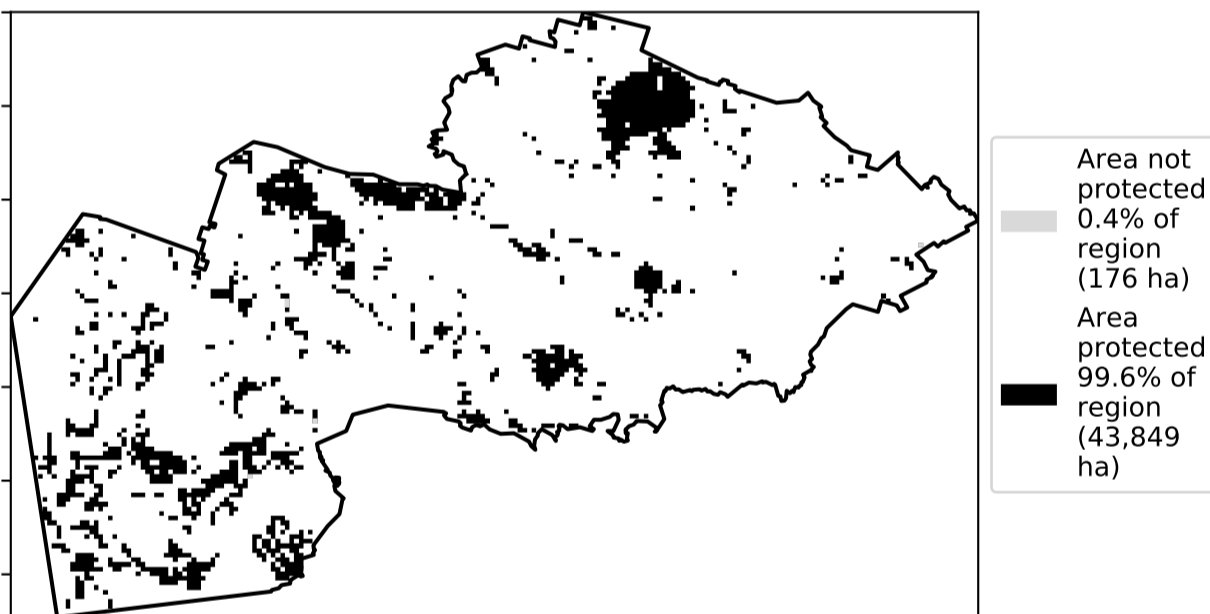 Area not
protected
0.4% of
region
(176 ha)
Area
protected
99.6% of
region
(43,849
ha)